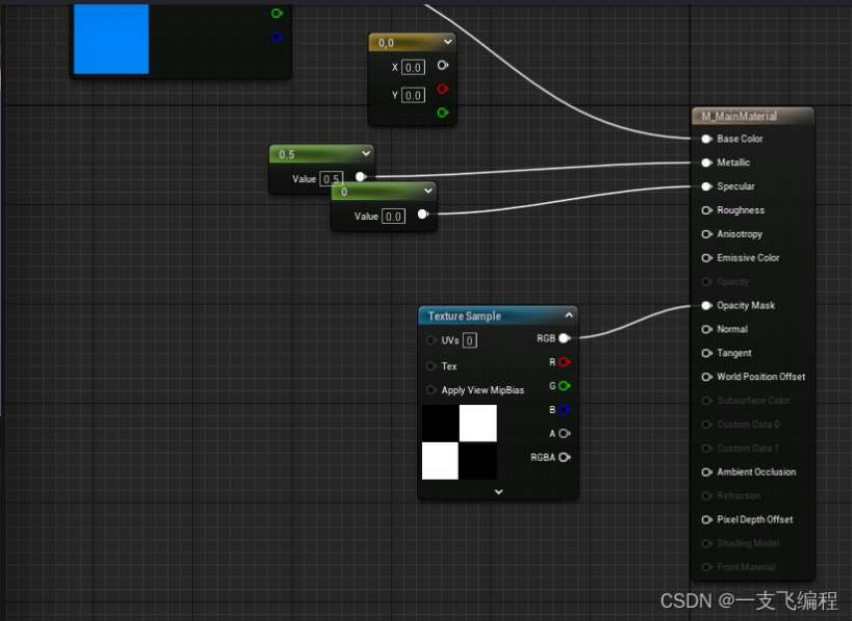 0,0
X 0.0
Y 0.0
0.5
Value 0.5
0
Value 0.0
M_MainMaterial
Base Color
Metallic
Specular
Roughness
Anisotropy
Emissive Color
Opacity
Opacity Mask
Normal
Tangent
World Position Offset
Subsurface Color
Custom Data 0
Custom Data 1
Ambient Occlusion
Refraction
Pixel Depth Offset
Shading Model
Front Material
Texture Sample
UVs 0
RGB
Tex
R
Apply View MipBias
G
B
A
RGBA
CSDN @一支飞编程